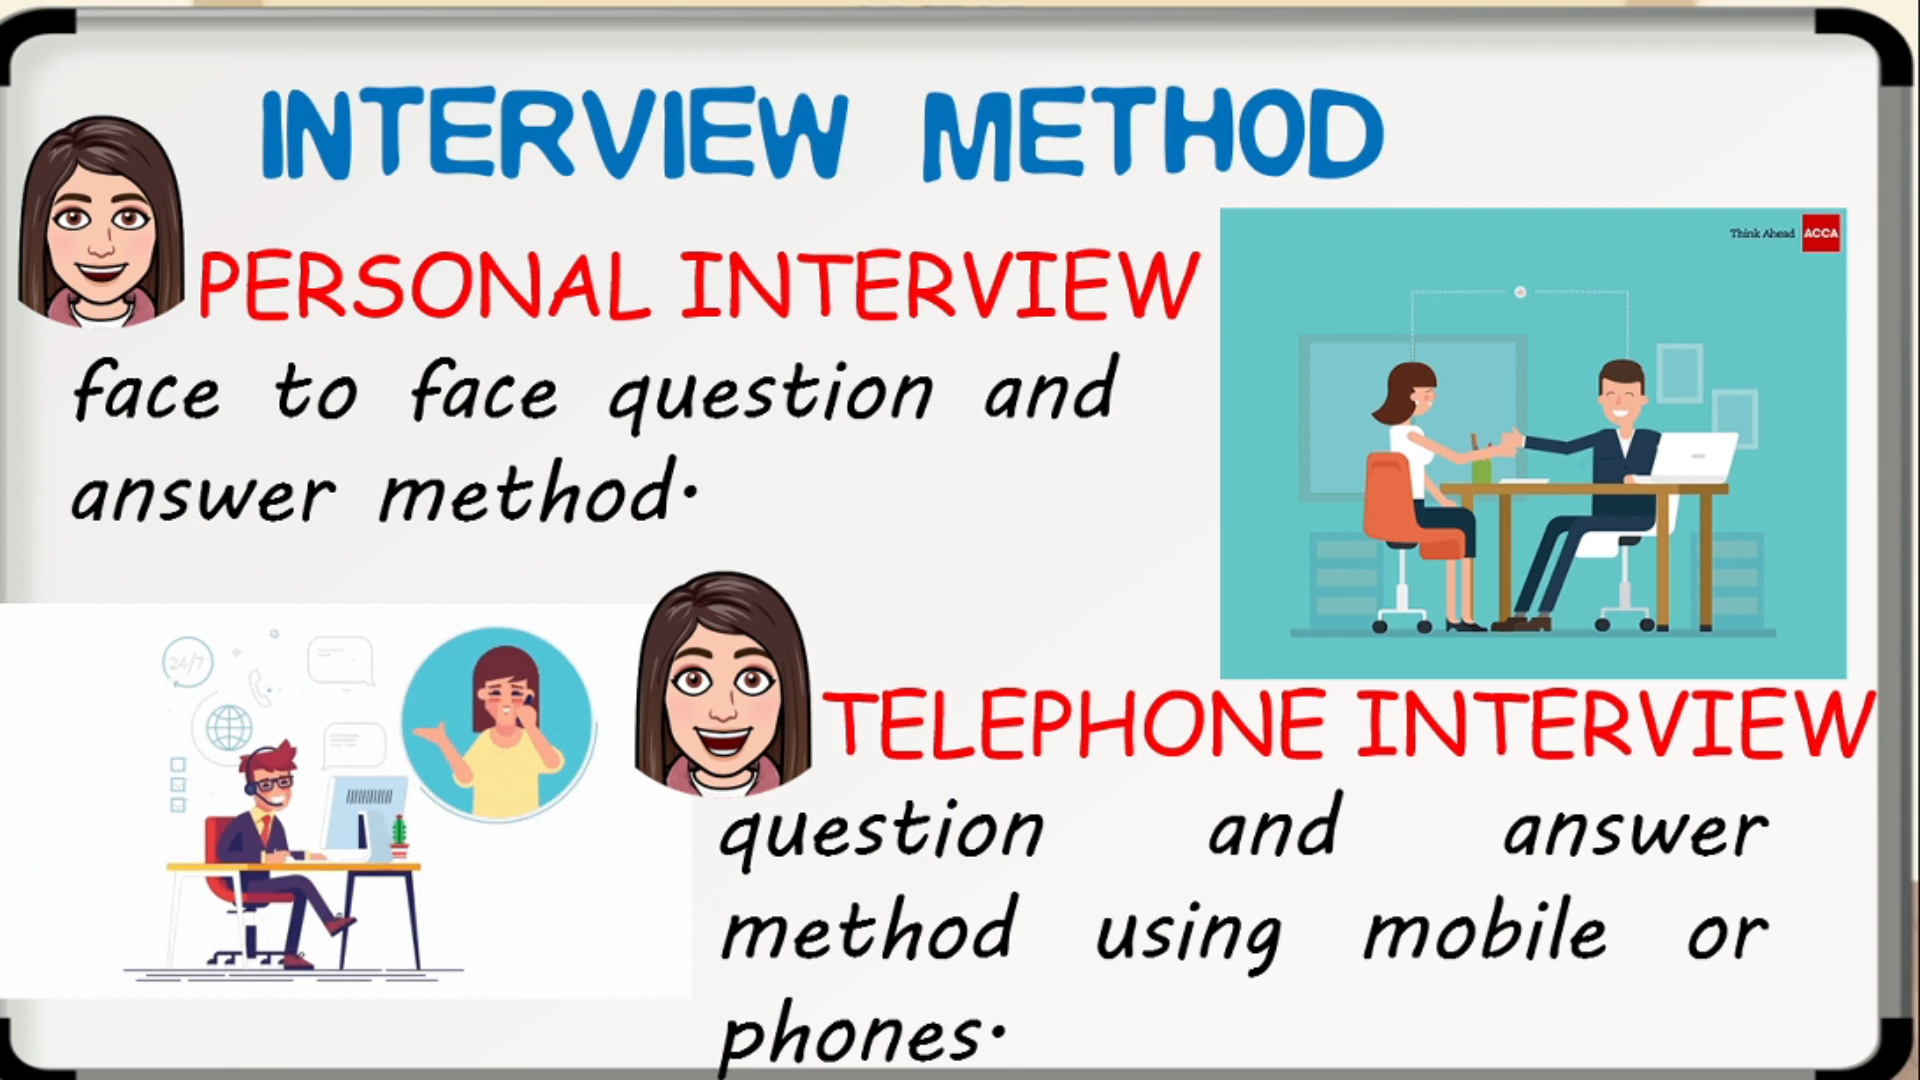 INTERVIEW METHOD
Think Ahead ACCA
PERSONAL INTERVIEW
face to face question and
answer method.
24/7
TELEPHONE INTERVIEW
question and answer
method using mobile or
phones.